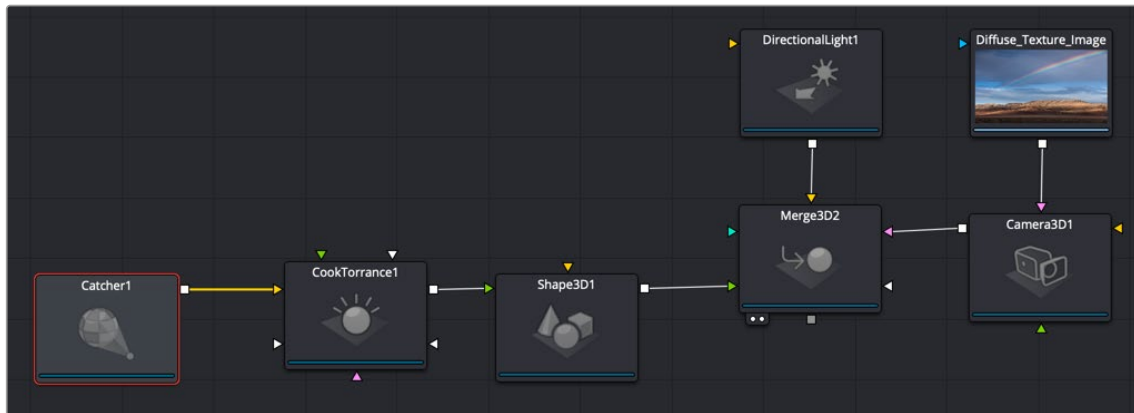 DirectionalLight1
Diffuse_Texture_Image
Merge3D2
Camera3D1
CookTorrance1
Catcher1
Shape3D1